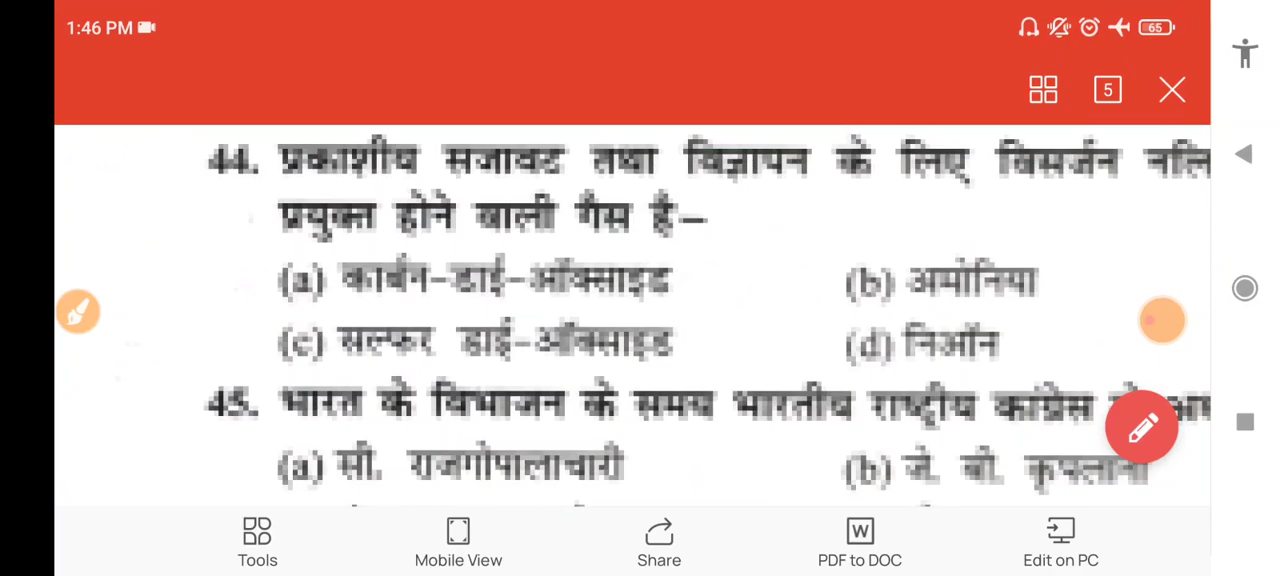 1:46 PM
65
5
44. प्रकाशीय सजावट तथा विज्ञापन के लिए विसर्जन नलि
प्रयुक्त होने वाली गैस है–
(a) कार्बन-डाई-ऑक्साइड (b) अमोनिया
(c) सल्फर डाई-ऑक्साइड (d) निऑन
45. भारत के विभाजन के समय भारतीय राष्ट्रीय कांग्रेस
(a) सी. राजगोपालाचारी (b) जे. बी. कृपलानी
Tools Mobile View Share W PDF to DOC Edit on PC